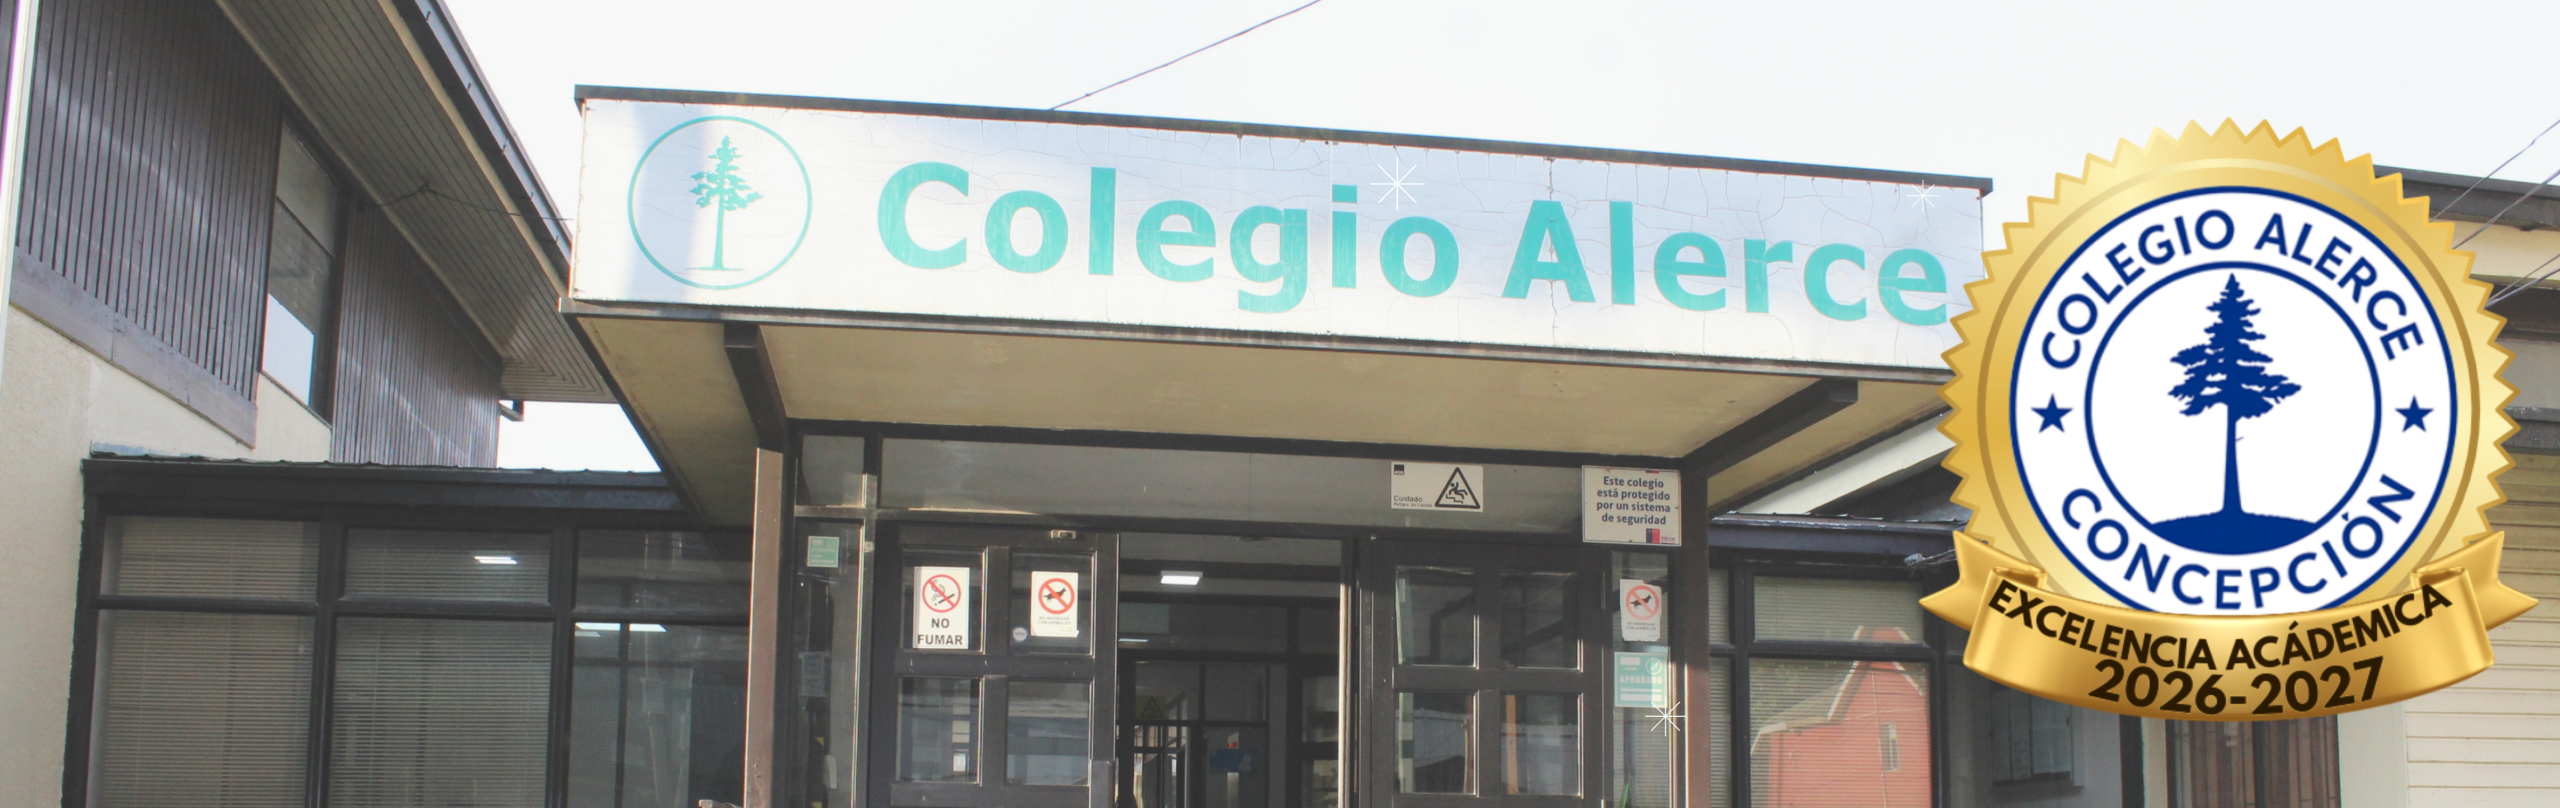 Colegio Alerce
COLEGIO ALERCE
CONCEPCIÓN
EXCELENCIA ACÁDEMICA
2026-2027
Cuidado
Este colegio
está protegido
por un sistema
de seguridad
NO
FUMAR
APROBADO